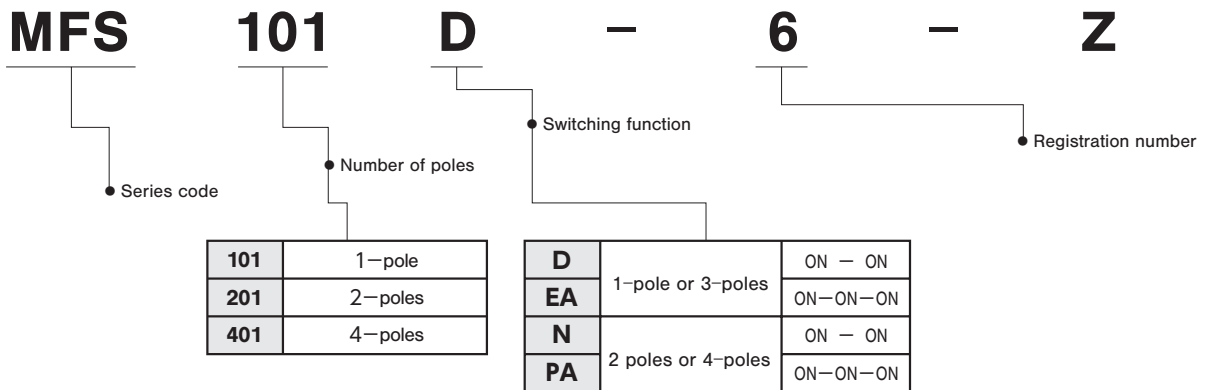 MFS 101 D - 6 - Z
Switching function
Registration number
Number of poles
Series code
101 1-pole
201 2-poles
401 4-poles
D 1-pole or 3-poles ON - ON
EA ON-ON-ON
N 2 poles or 4-poles ON - ON
PA ON-ON-ON